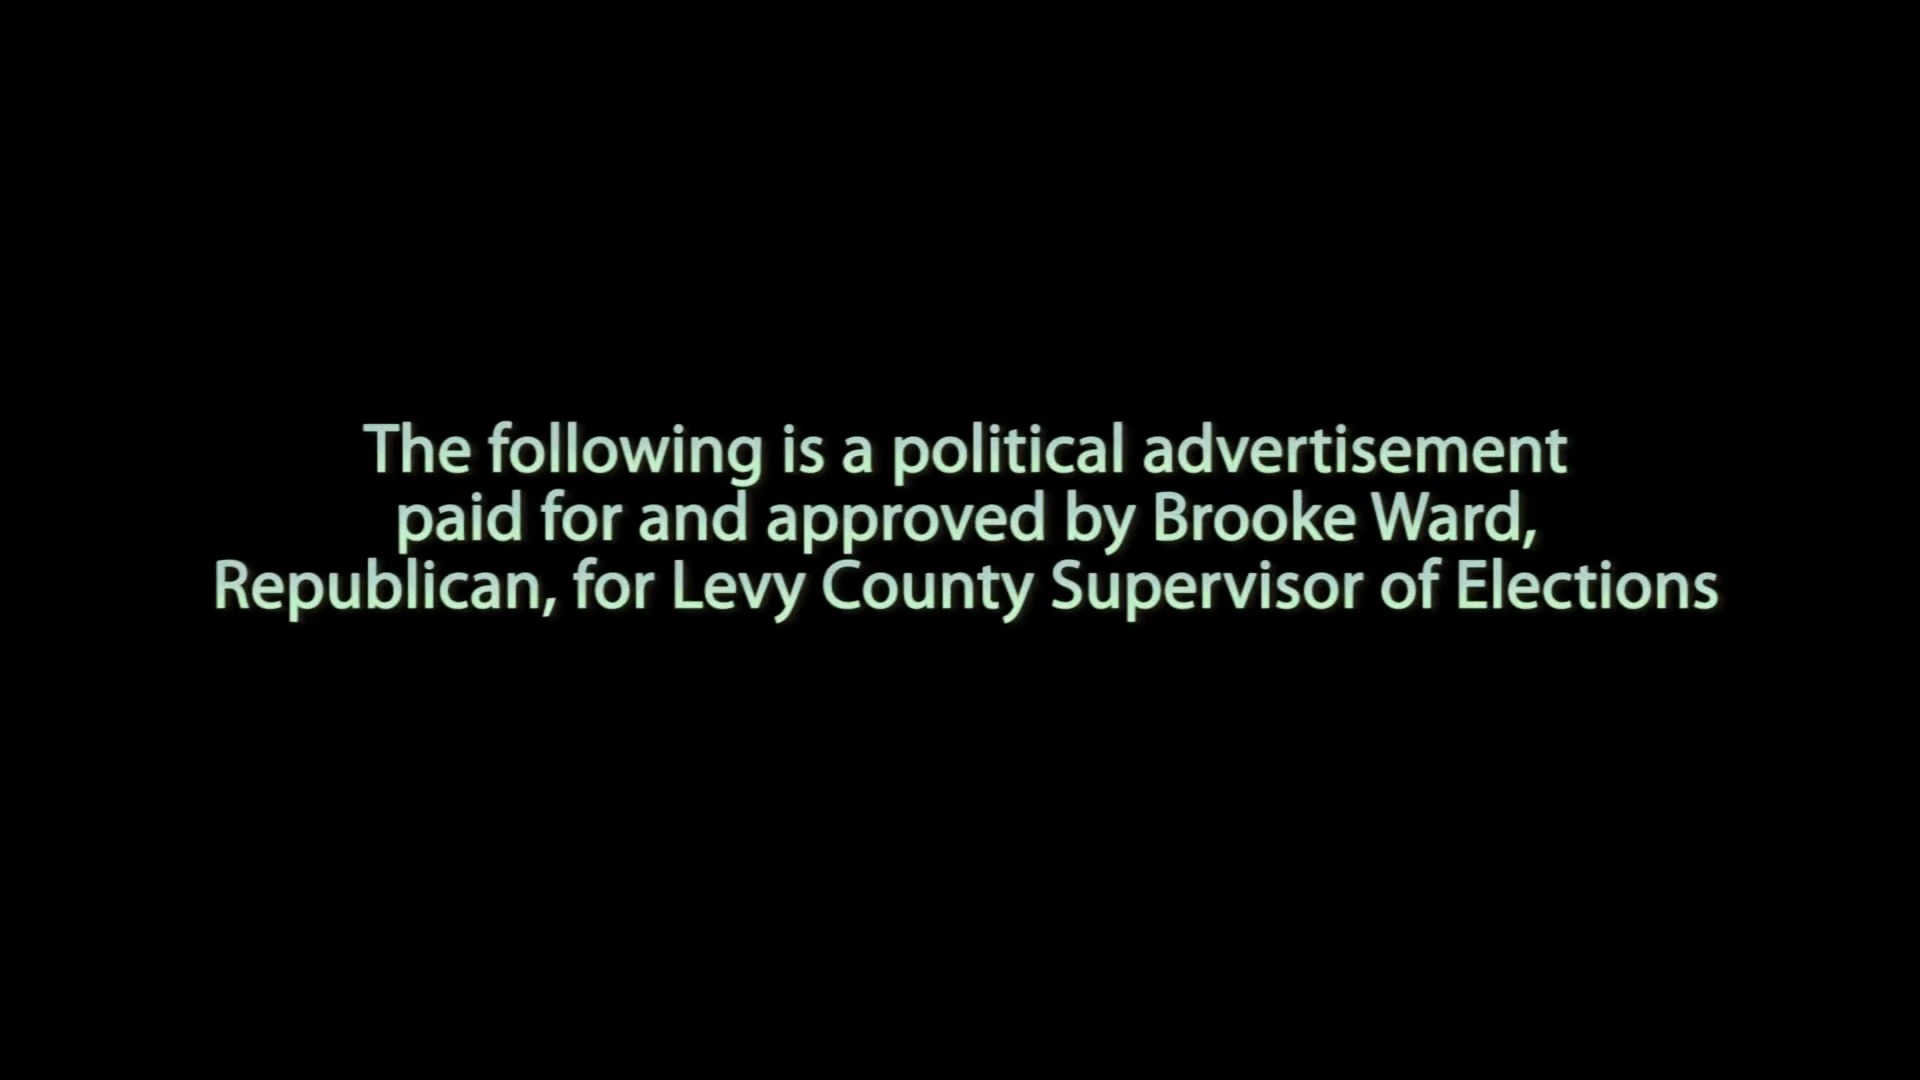 The following is a political advertisement
paid for and approved by Brooke Ward,
Republican, for Levy County Supervisor of Elections